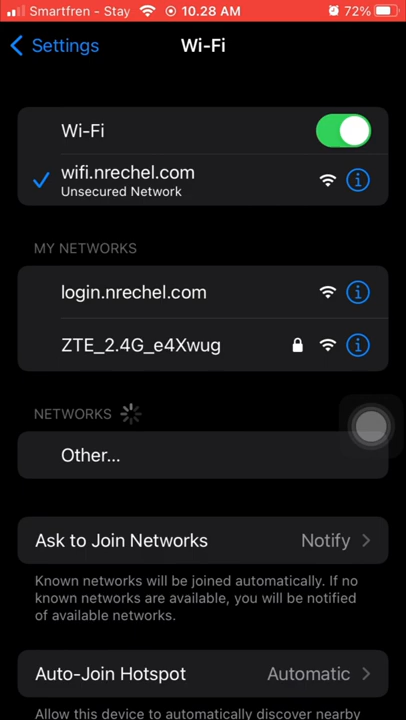 Smartfren - Stay 10.28 AM 72%
Settings Wi-Fi
Wi-Fi
wifi.nrechel.com
Unsecured Network
MY NETWORKS
login.nrechel.com
ZTE_2.4G_e4Xwug
NETWORKS
Other...
Ask to Join Networks Notify
Known networks will be joined automatically. If no
known networks are available, you will be notified
of available networks.
Auto-Join Hotspot Automatic
Allow this device to automatically discover nearby